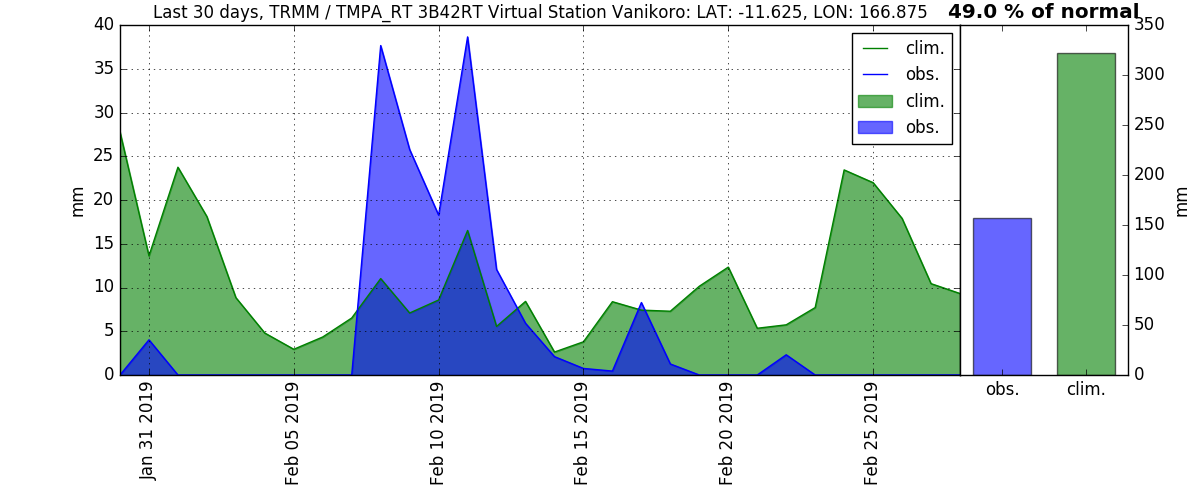 Last 30 days, TRMM / TMPA_RT 3B42RT Virtual Station Vanikoro: LAT: -11.625, LON: 166.875
49.0 % of normal
40
35
30
25
20
15
10
5
0
mm
clim.
obs.
clim.
obs.
Jan 31 2019
Feb 05 2019
Feb 10 2019
Feb 15 2019
Feb 20 2019
Feb 25 2019
350
300
250
200
150
100
50
0
mm
obs.
clim.